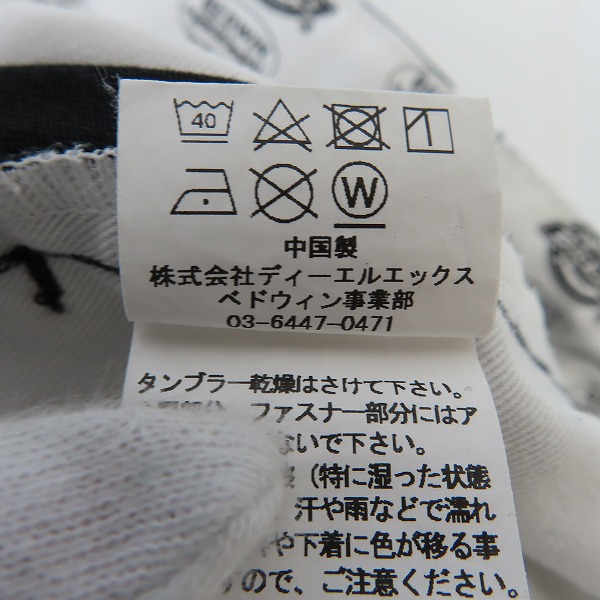 40
W
中国製
株式会社ディーエルエックス
ベドウィン事業部
03-6447-0471
タンブラー乾燥はさけて下さい。
ファスナー部分にはア
ないで下さい。
（特に湿った状態
汗や雨などで濡れ
や下着に色が移る事
ので、ご注意ください。